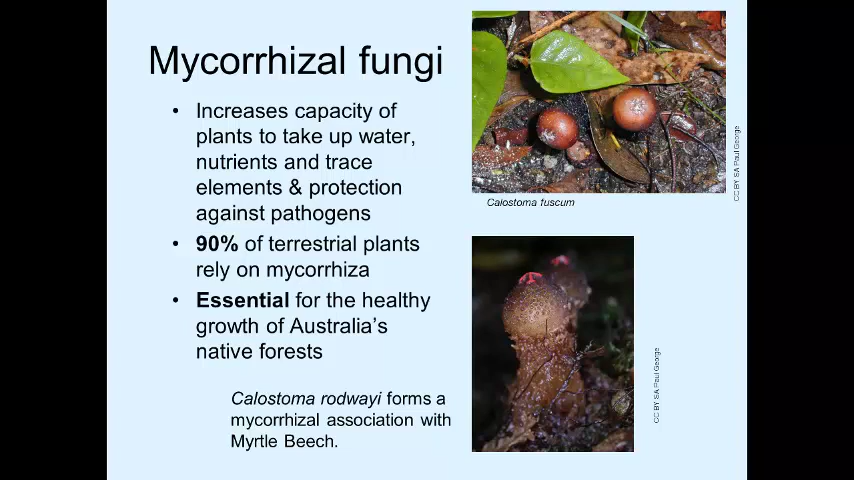 Mycorrhizal fungi
• Increases capacity of
plants to take up water,
nutrients and trace
elements & protection
against pathogens
• 90% of terrestrial plants
rely on mycorrhiza
• Essential for the healthy
growth of Australia's
native forests
Calostoma rodwayi forms a
mycorrhizal association with
Myrtle Beech.
Calostoma fuscum
CC BY SA Paul George
CC BY SA Paul George